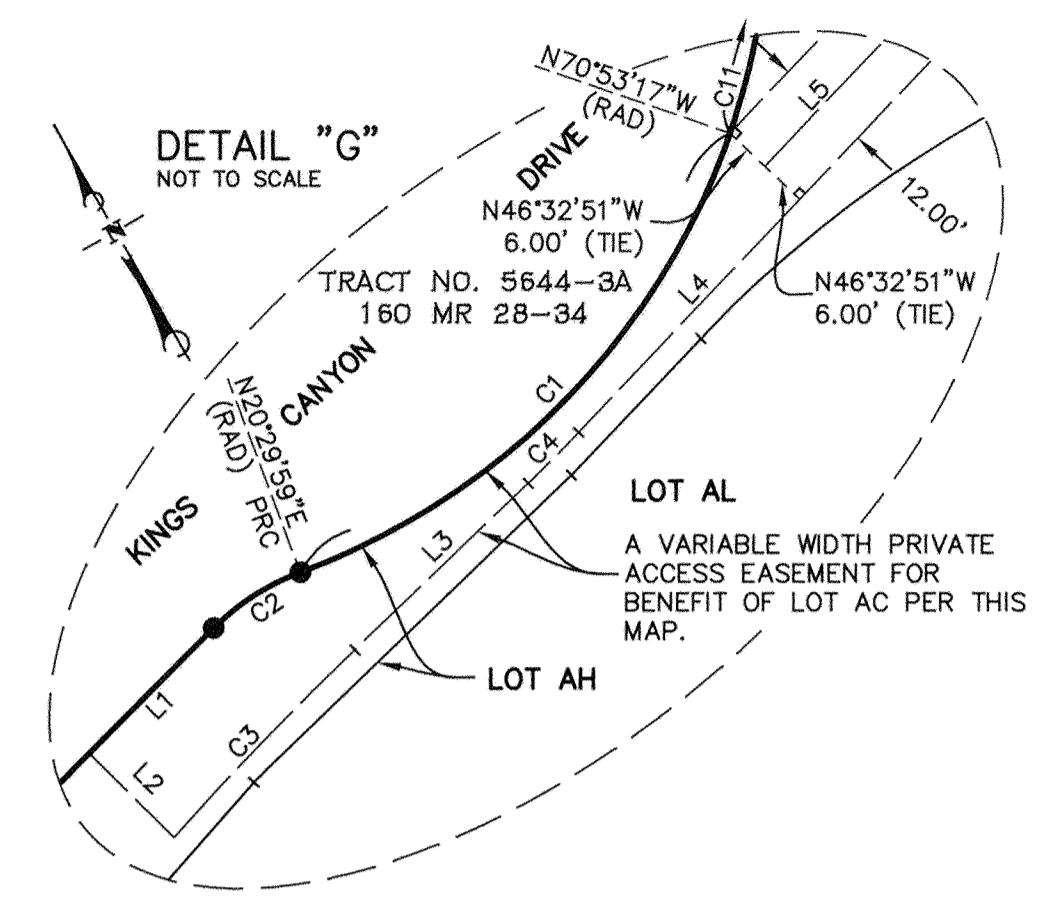 DETAIL "G"
NOT TO SCALE
N
N70°53'17"W
(RAD)
C11
L5
DRIVE
N46°32'51"W
6.00' (TIE)
12.00'
TRACT NO. 5644-3A
160 MR 28-34
L4
N46°32'51"W
6.00' (TIE)
CANYON
C1
N20°29'59"E
(RAD) PRC
C4
KINGS
LOT AL
L3
A VARIABLE WIDTH PRIVATE
ACCESS EASEMENT FOR
BENEFIT OF LOT AC PER THIS
MAP.
C2
LOT AH
L1
C3
L2